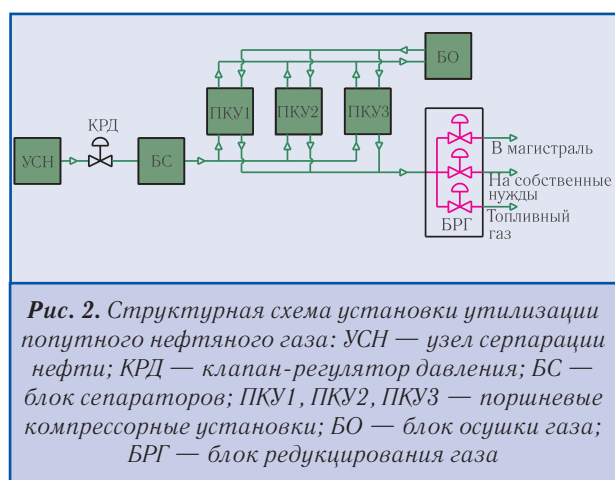 БО
ПКУ1
ПКУ2
ПКУ3
КРД
УСН
БС
В магистраль
На собственные
нужды
Топливный
газ
БРГ
Рис. 2. Структурная схема установки утилизации
попутного нефтяного газа: УСН — узел серпарации
нефти; КРД — клапан-регулятор давления; БС —
блок сепараторов; ПКУ1, ПКУ2, ПКУ3 — поршневые
компрессорные установки; БО — блок осушки газа;
БРГ — блок редукцирования газа